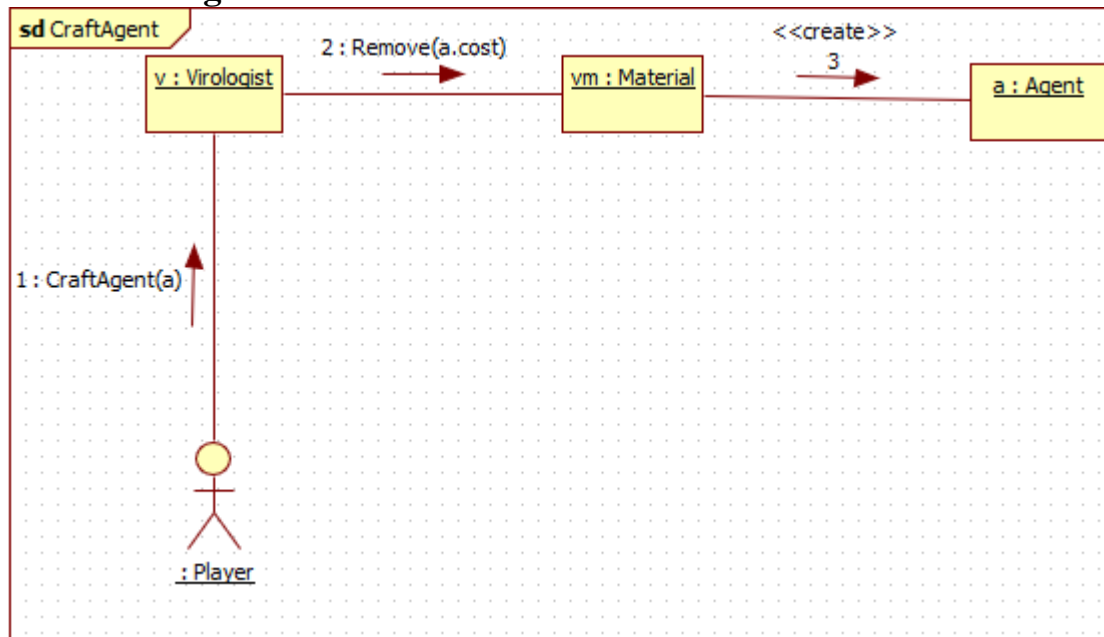 sd CraftAgent
2 : Remove(a.cost)
<<create>>
3
v : Virologist
vm : Material
a : Agent
1 : CraftAgent(a)
: Player